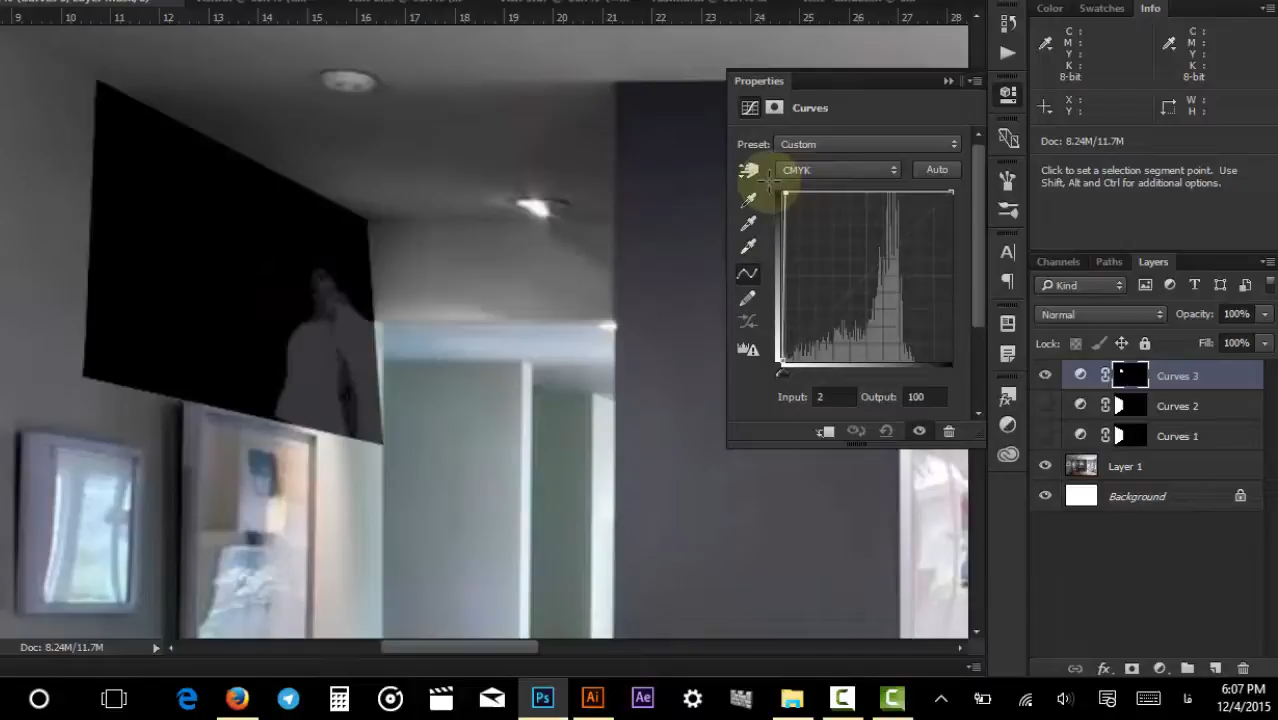 9 10 11 12 13 14 15 16 17 18 19 20 21 22 23 24 25 26 27 28
Properties
Curves
Preset: Custom
CMYK Auto
Input: 2 Output: 100
Color Swatches Info
C : C :
M : M :
Y : Y :
K : K :
8-bit 8-bit
X : W :
Y : H :
Doc: 8.24M/11.7M
Click to set a selection segment point. Use
Shift, Alt and Ctrl for additional options.
Channels Paths Layers
Kind
Normal Opacity: 100%
Lock: Fill: 100%
Curves 3
Curves 2
Curves 1
Layer 1
Background
fx
Doc: 8.24M/11.7M
Ps Ai Ae
6:07 PM
12/4/2015